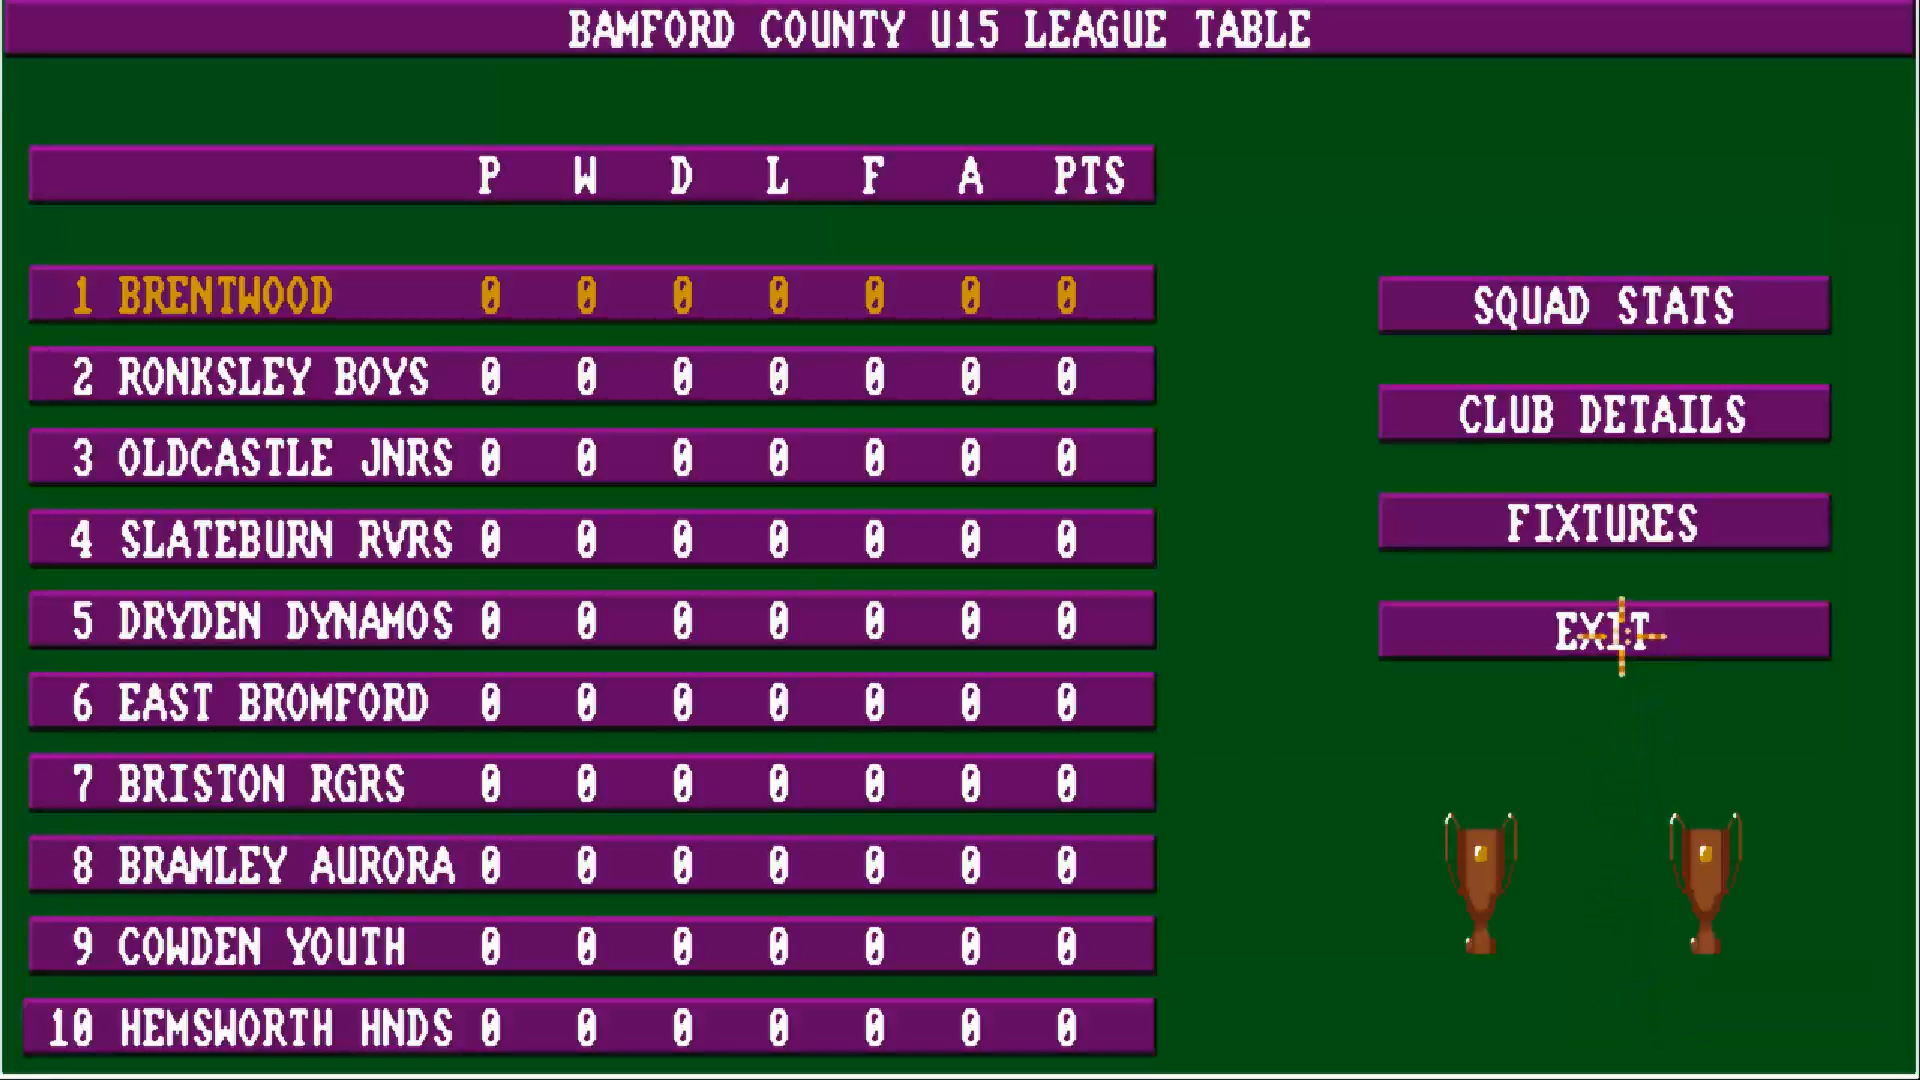 BAMFORD COUNTY U15 LEAGUE TABLE
P W D L F A PTS
1 BRENTWOOD 0 0 0 0 0 0 0
2 RONKSLEY BOYS 0 0 0 0 0 0 0
3 OLDCASTLE JNRS 0 0 0 0 0 0 0
4 SLATEBURN RVRS 0 0 0 0 0 0 0
5 DRYDEN DYNAMOS 0 0 0 0 0 0 0
6 EAST BROMFORD 0 0 0 0 0 0 0
7 BRISTON RGRS 0 0 0 0 0 0 0
8 BRAMLEY AURORA 0 0 0 0 0 0 0
9 COWDEN YOUTH 0 0 0 0 0 0 0
10 HEMSWORTH HNDS 0 0 0 0 0 0 0
SQUAD STATS
CLUB DETAILS
FIXTURES
EXIT